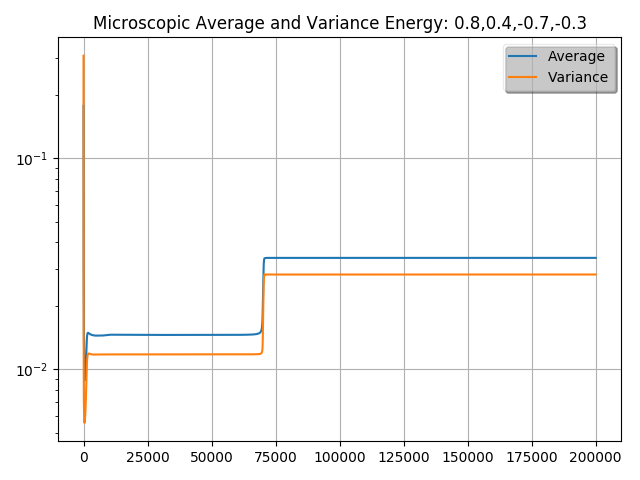 Microscopic Average and Variance Energy: 0.8,0.4,-0.7,-0.3
Average
Variance
10⁻¹
10⁻²
0 25000 50000 75000 100000 125000 150000 175000 200000